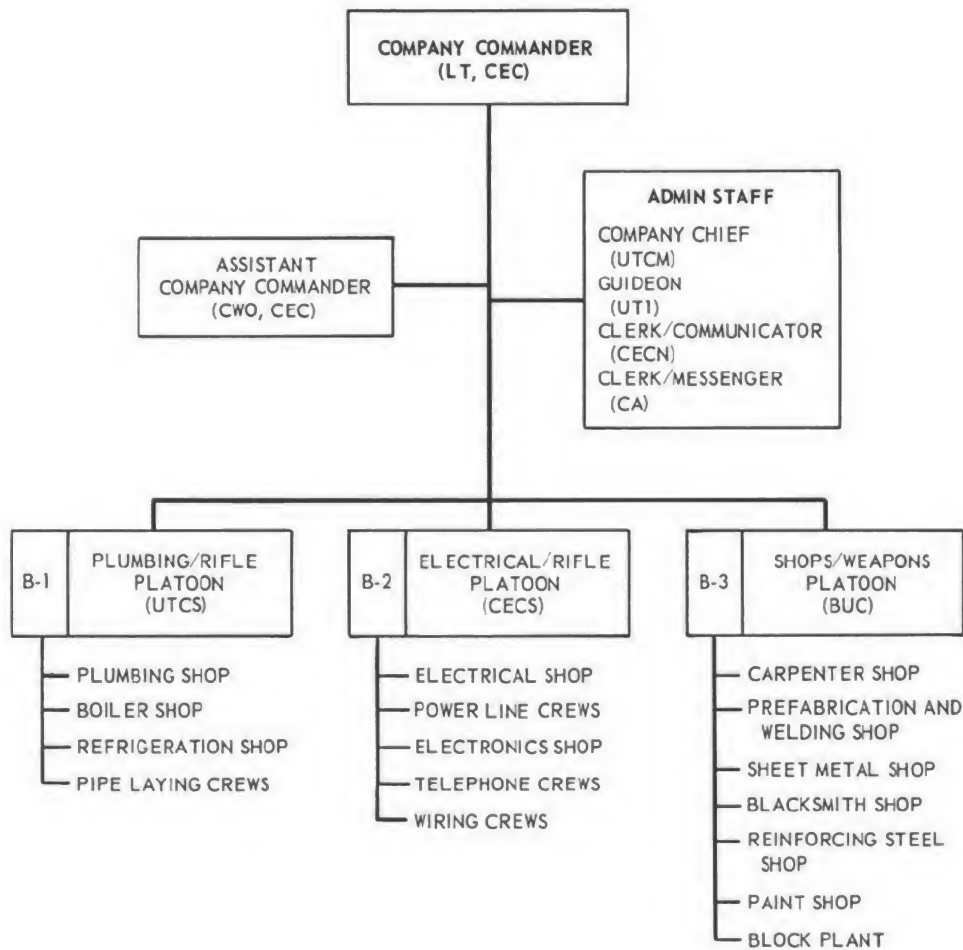 COMPANY COMMANDER
(LT, CEC)
ADMIN STAFF
COMPANY CHIEF
(UTCM)
GUIDEON
(UT1)
CLERK/COMMUNICATOR
(CECN)
CLERK/MESSENGER
(CA)
ASSISTANT
COMPANY COMMANDER
(CWO, CEC)
B-1
PLUMBING/RIFLE
PLATOON
(UTCS)
PLUMBING SHOP
BOILER SHOP
REFRIGERATION SHOP
PIPE LAYING CREWS
B-2
ELECTRICAL/RIFLE
PLATOON
(CECS)
ELECTRICAL SHOP
POWER LINE CREWS
ELECTRONICS SHOP
TELEPHONE CREWS
WIRING CREWS
B-3
SHOPS/WEAPONS
PLATOON
(BUC)
CARPENTER SHOP
PREFABRICATION AND
WELDING SHOP
SHEET METAL SHOP
BLACKSMITH SHOP
REINFORCING STEEL
SHOP
PAINT SHOP
BLOCK PLANT